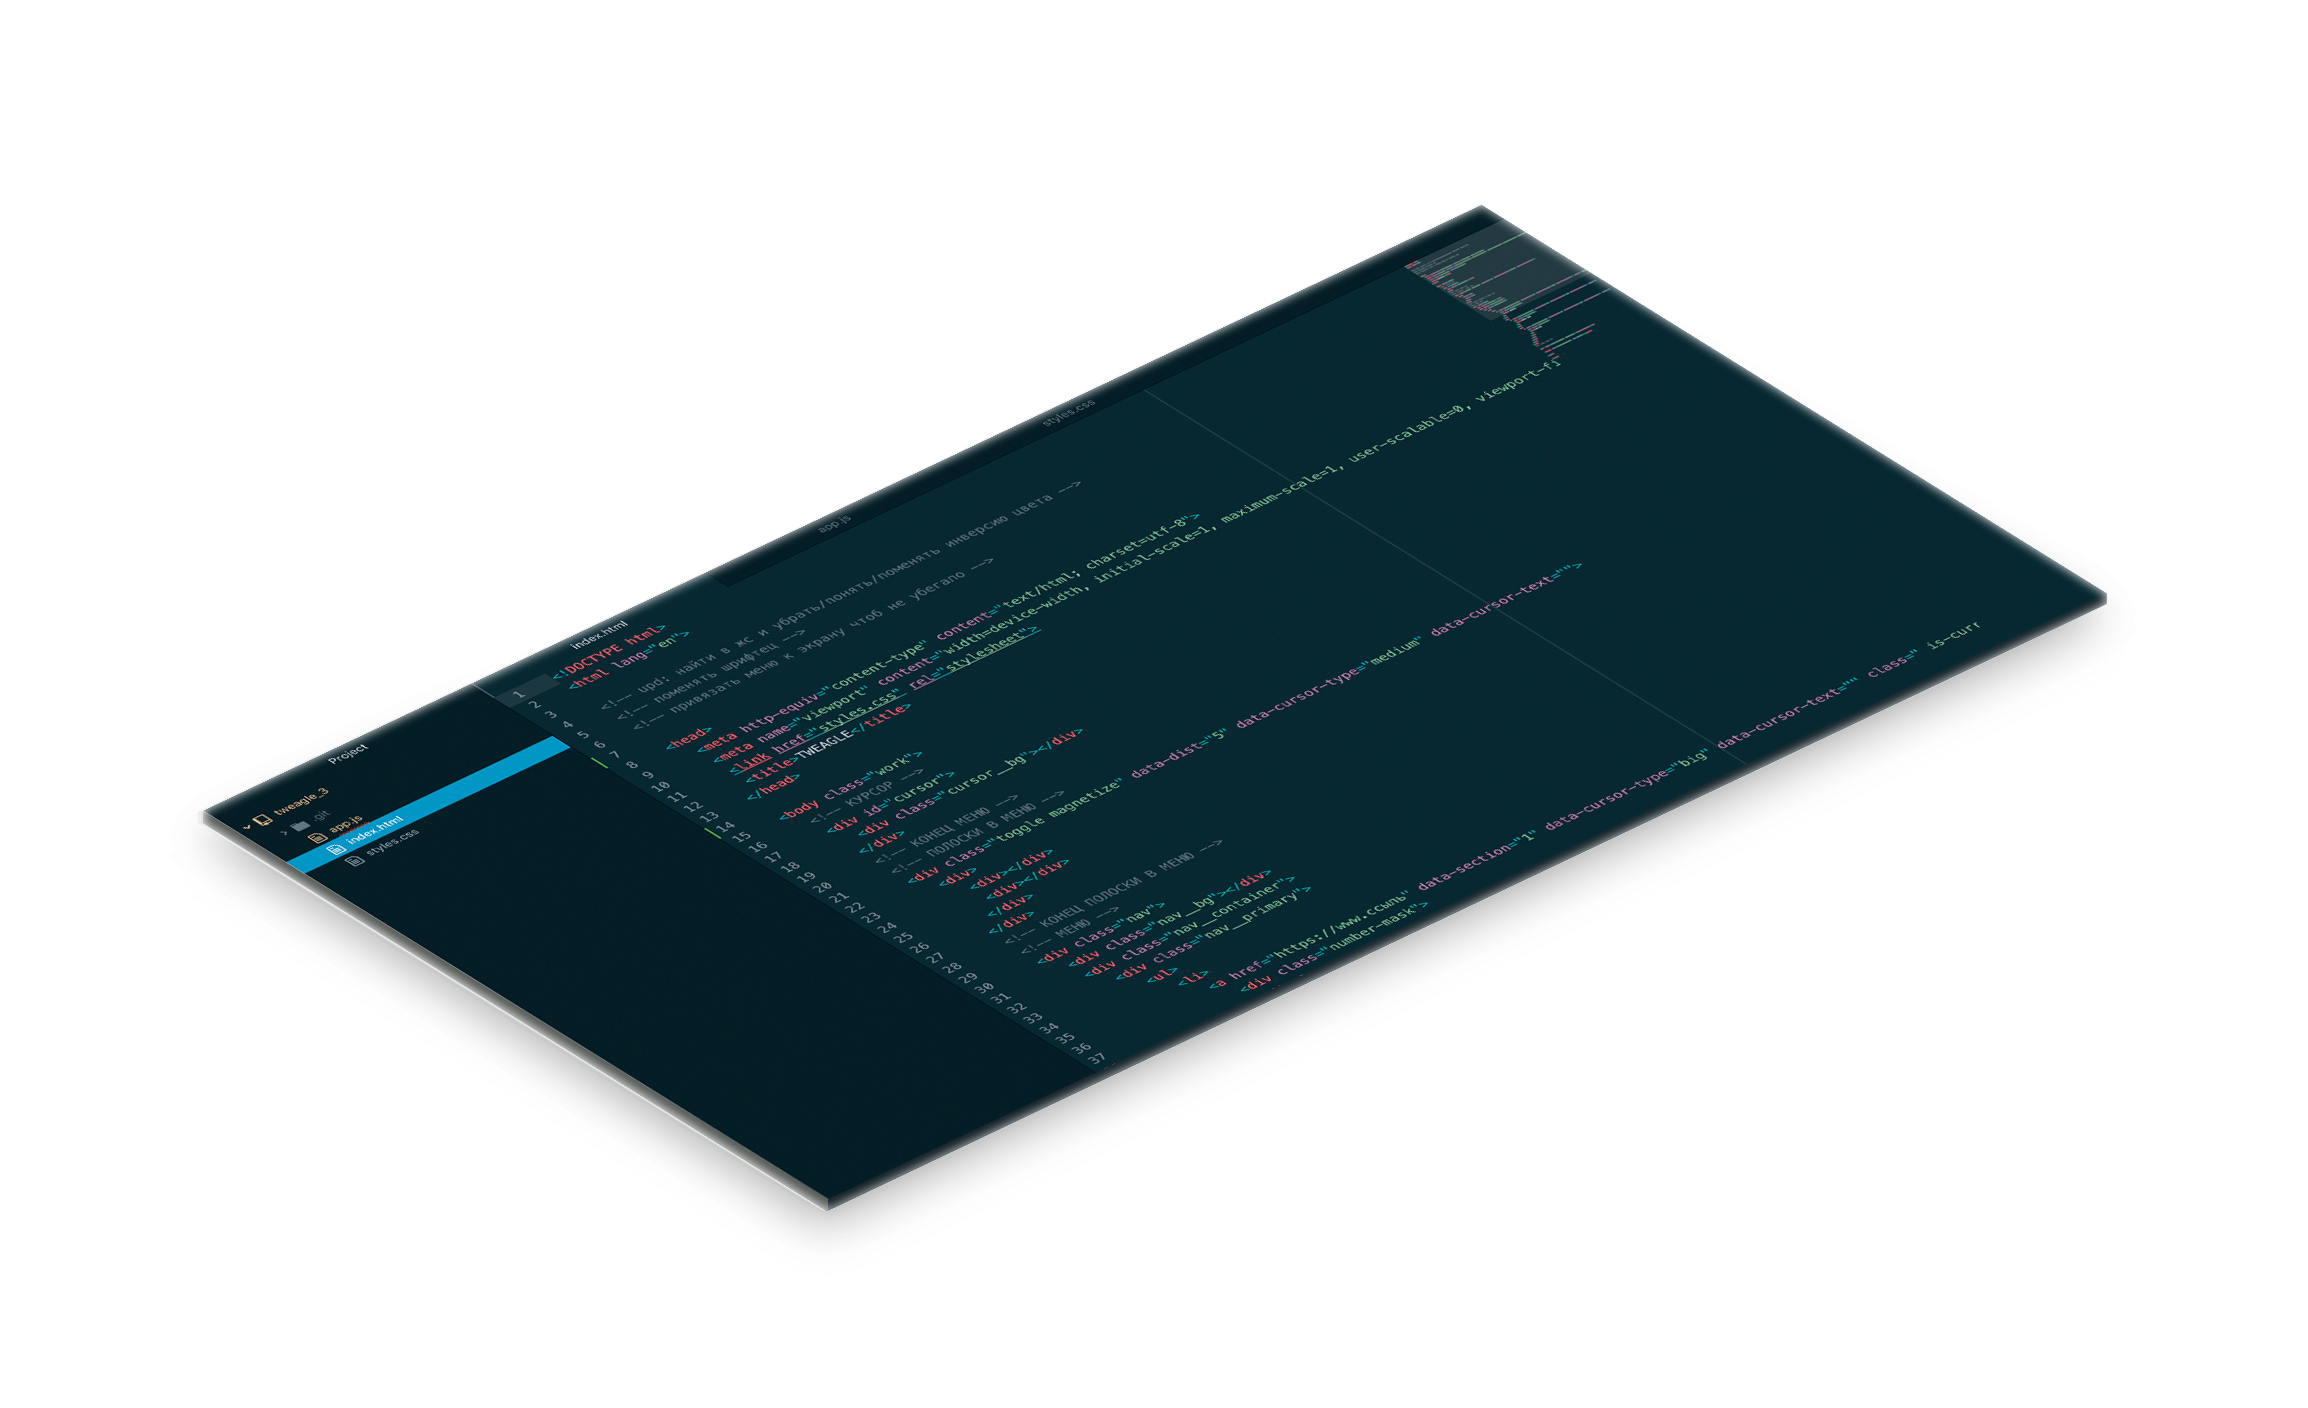 Project
tweagle_3
.git
app.js
index.html
styles.css
index.html
app.js
styles.css
1
2
3
4
5
6
7
8
9
10
11
12
13
14
15
16
17
18
19
20
21
22
23
24
25
26
27
28
29
30
31
32
33
34
35
36
37
<!DOCTYPE html>
<html lang="en">
<!-- upd: найти в жс и убрать/понять/поменять инверсию цвета -->
<!-- поменять шрифтец -->
<!-- привязать меню к экрану чтоб не убегало -->
<head>
<meta http-equiv="content-type" content="text/html; charset=utf-8">
<meta name="viewport" content="width=device-width, initial-scale=1, maximum-scale=1, user-scalable=0, viewport-fi
<link href="styles.css" rel="stylesheet">
<title>TWEAGLE</title>
</head>
<body class="work">
<!-- КУРСОР -->
<div id="cursor">
<div class="cursor__bg"></div>
</div>
<!-- КОНЕЦ МЕНЮ -->
<!-- ПОЛОСКИ В МЕНЮ -->
<div class="toggle magnetize" data-dist="5" data-cursor-type="medium" data-cursor-text="">
<div>
<div></div>
<div></div>
</div>
</div>
<!-- КОНЕЦ ПОЛОСКИ В МЕНЮ -->
<!-- МЕНЮ -->
<div class="nav">
<div class="nav__bg"></div>
<div class="nav__container">
<div class="nav__primary">
<ul>
<li>
<a href="https://www.ссыль" data-section="1" data-cursor-type="big" data-cursor-text="" class=" is-curr
<div class="number-mask">